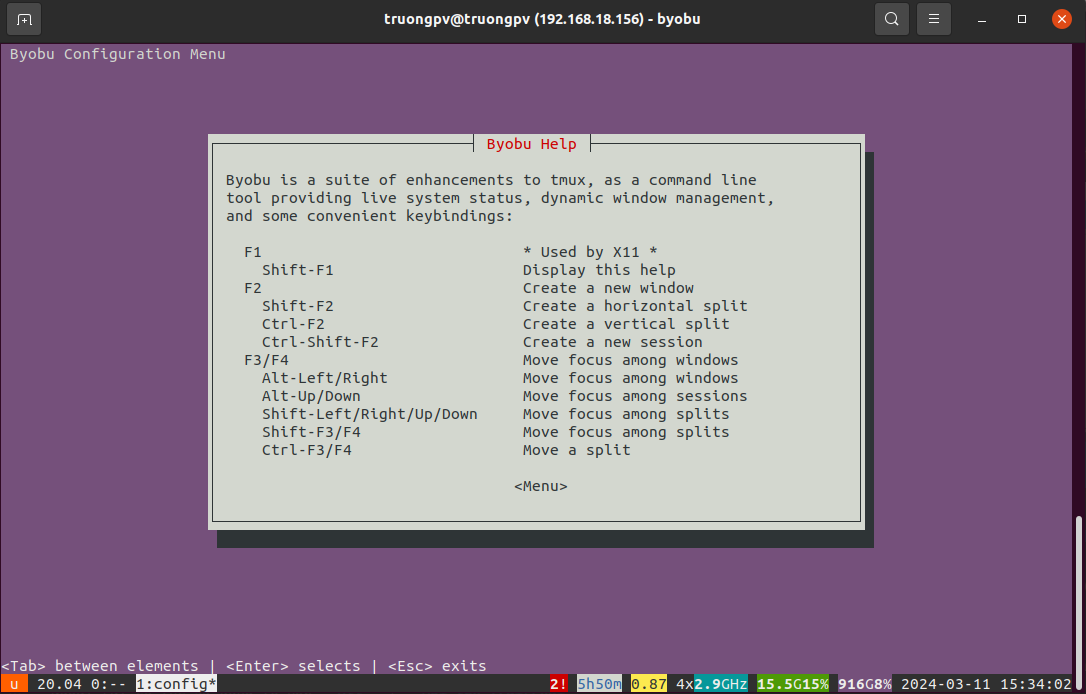 truongpv@truongpv (192.168.18.156) - byobu
Byobu Configuration Menu
Byobu Help
Byobu is a suite of enhancements to tmux, as a command line
tool providing live system status, dynamic window management,
and some convenient keybindings:
F1 * Used by X11 *
Shift-F1 Display this help
F2 Create a new window
Shift-F2 Create a horizontal split
Ctrl-F2 Create a vertical split
Ctrl-Shift-F2 Create a new session
F3/F4 Move focus among windows
Alt-Left/Right Move focus among windows
Alt-Up/Down Move focus among sessions
Shift-Left/Right/Up/Down Move focus among splits
Shift-F3/F4 Move focus among splits
Ctrl-F3/F4 Move a split
<Menu>
<Tab> between elements | <Enter> selects | <Esc> exits
u 20.04 0:-- 1:config* 2! 5h50m 0.87 4x2.9GHz 15.5G15% 916G8% 2024-03-11 15:34:02